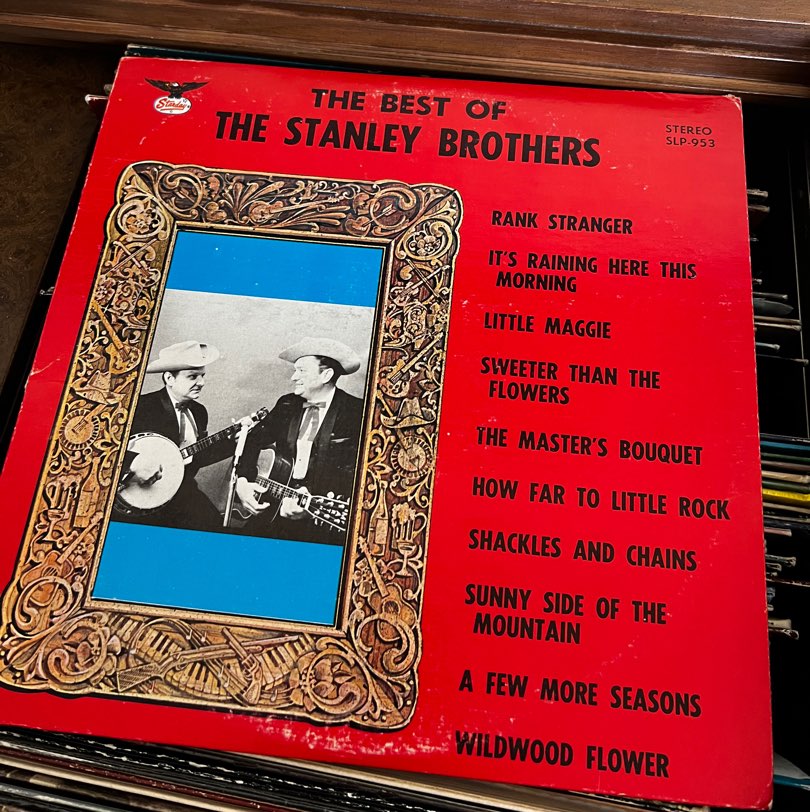 Starday
THE BEST OF
THE STANLEY BROTHERS
STEREO
SLP-953
RANK STRANGER
IT'S RAINING HERE THIS
MORNING
LITTLE MAGGIE
SWEETER THAN THE
FLOWERS
THE MASTER'S BOUQUET
HOW FAR TO LITTLE ROCK
SHACKLES AND CHAINS
SUNNY SIDE OF THE
MOUNTAIN
A FEW MORE SEASONS
WILDWOOD FLOWER